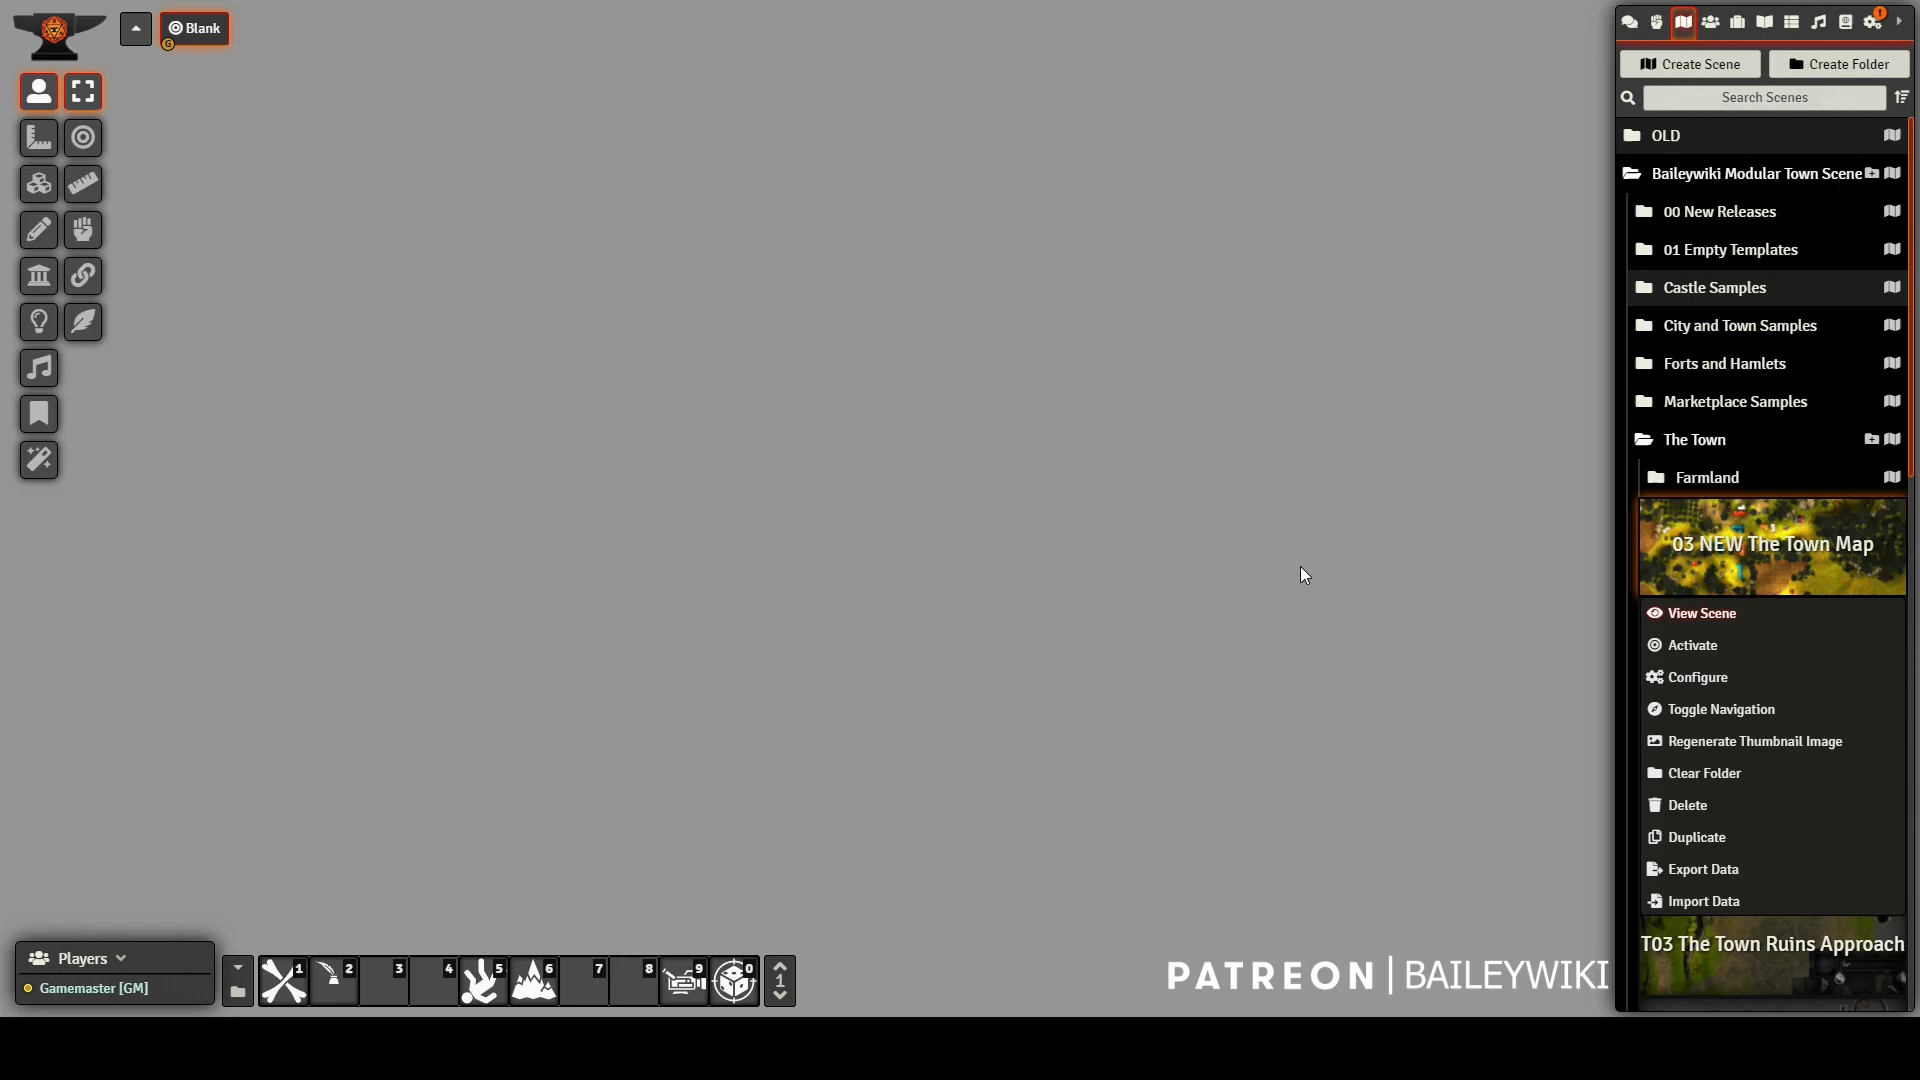 Blank
G
Create Scene
Create Folder
Search Scenes
OLD
Baileywiki Modular Town Scene
00 New Releases
01 Empty Templates
Castle Samples
City and Town Samples
Forts and Hamlets
Marketplace Samples
The Town
Farmland
03 NEW The Town Map
View Scene
Activate
Configure
Toggle Navigation
Regenerate Thumbnail Image
Clear Folder
Delete
Duplicate
Export Data
Import Data
T03 The Town Ruins Approach
Players
Gamemaster [GM]
1 2 3 4 5 6 7 8 9 0
1
PATREON | BAILEYWIKI